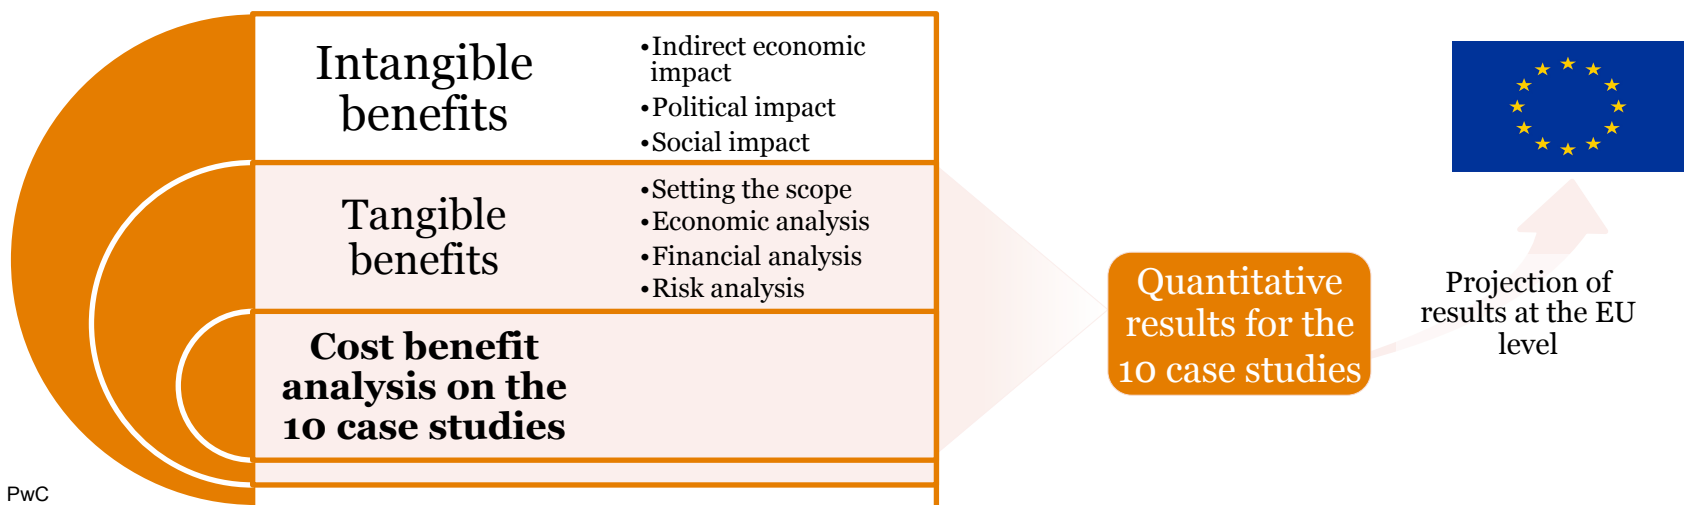 Intangible
benefits
•Indirect economic
impact
•Political impact
•Social impact
Tangible
benefits
•Setting the scope
•Economic analysis
•Financial analysis
•Risk analysis
Cost benefit
analysis on the
10 case studies
Quantitative
results for the
10 case studies
Projection of
results at the EU
level
PwC